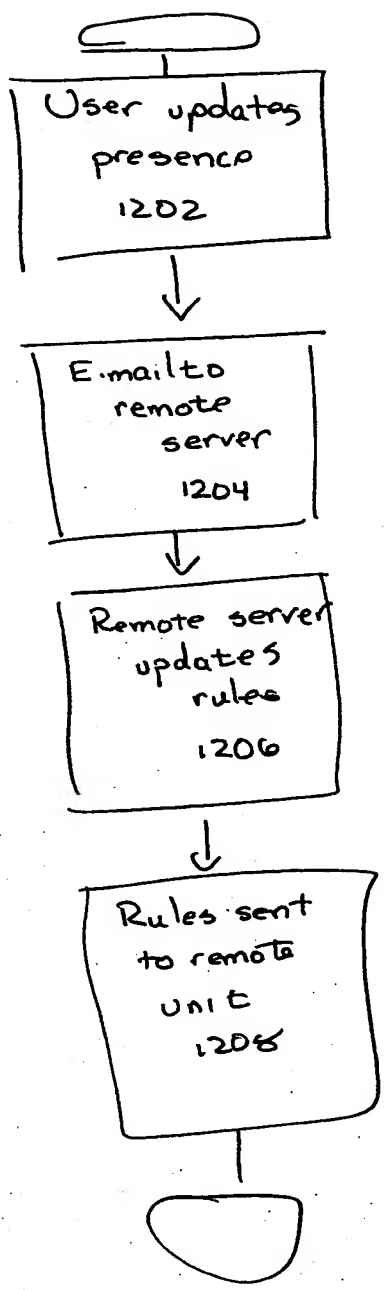 User updates
presence
1202
E.mail to
remote
server
1204
Remote server
updates
rules
1206
Rules sent
to remote
unit
1208